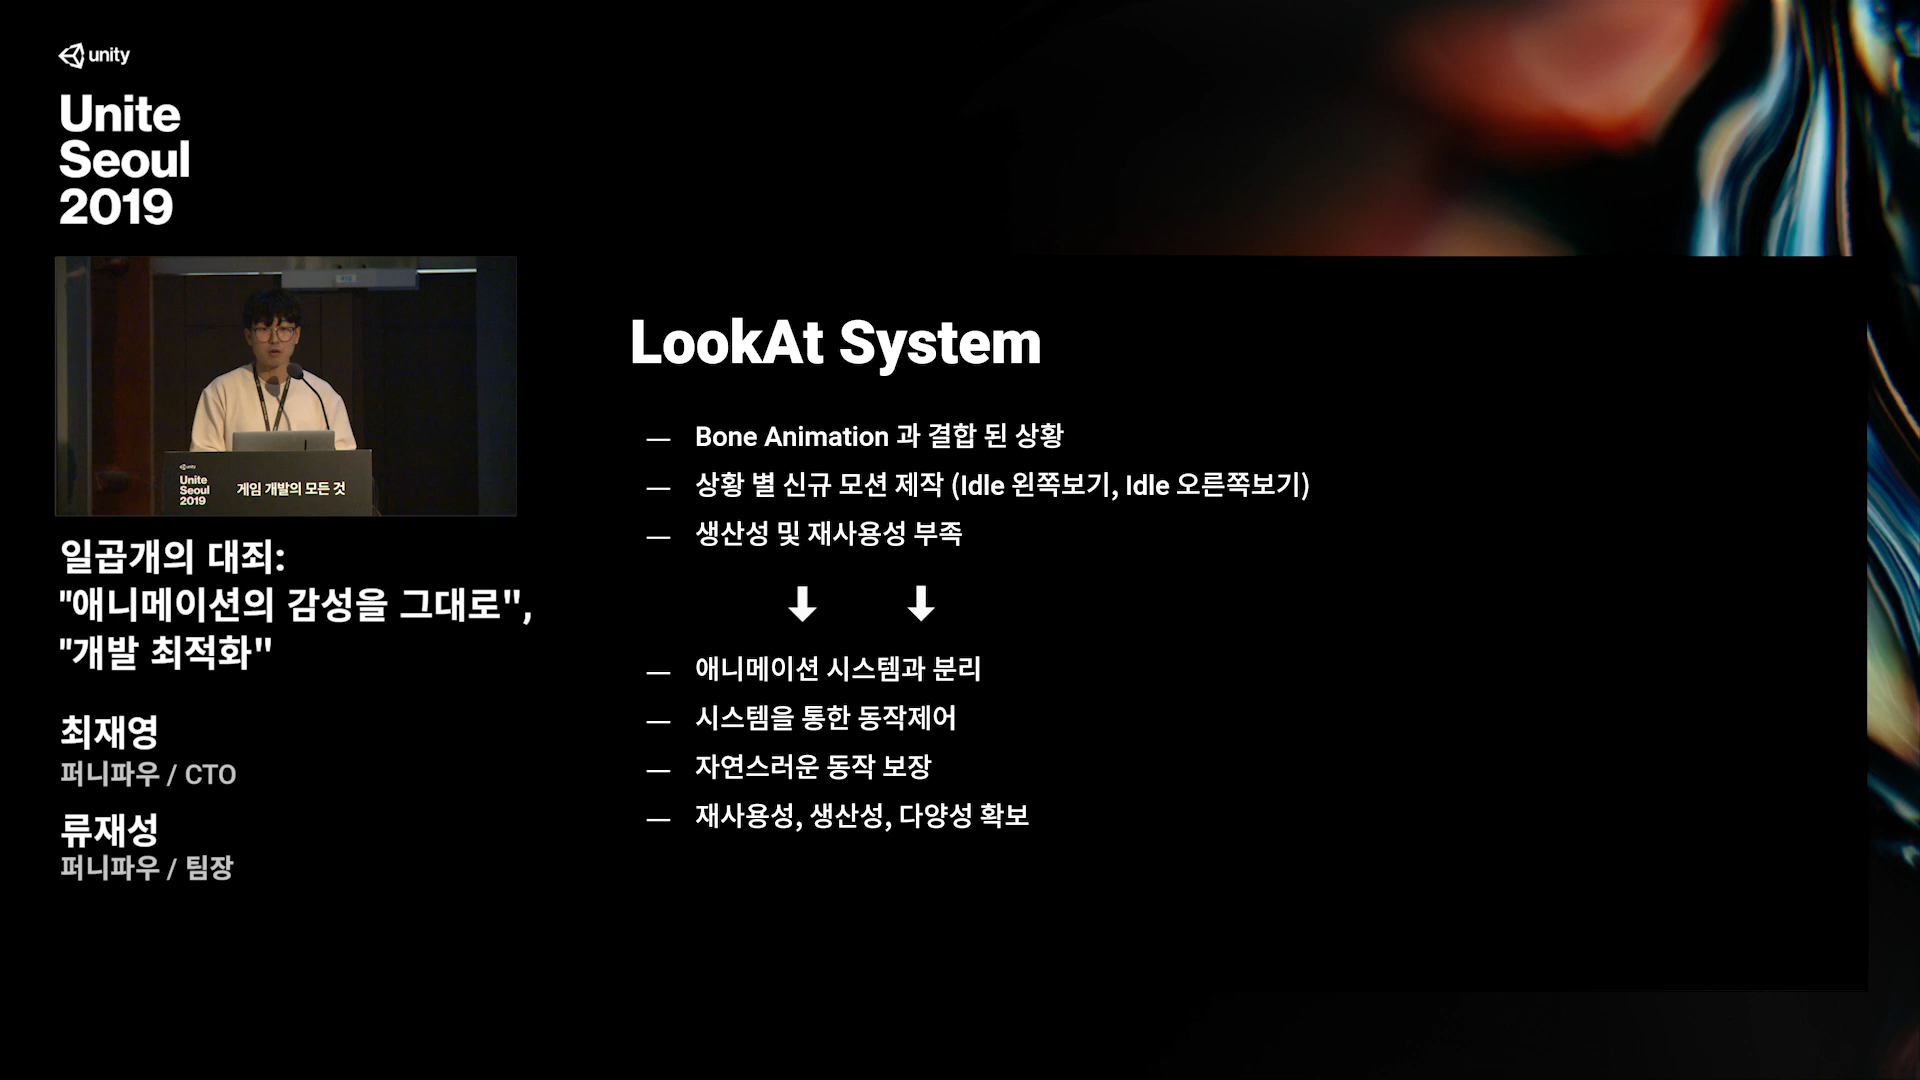 unity
Unite
Seoul
2019
unity
Unite
Seoul
2019
게임 개발의 모든 것
일곱개의 대죄:
"애니메이션의 감성을 그대로",
"개발 최적화"
최재영
퍼니파우 / CTO
류재성
퍼니파우 / 팀장
LookAt System
— Bone Animation 과 결합 된 상황
— 상황 별 신규 모션 제작 (Idle 왼쪽보기, Idle 오른쪽보기)
— 생산성 및 재사용성 부족
— 애니메이션 시스템과 분리
— 시스템을 통한 동작제어
— 자연스러운 동작 보장
— 재사용성, 생산성, 다양성 확보